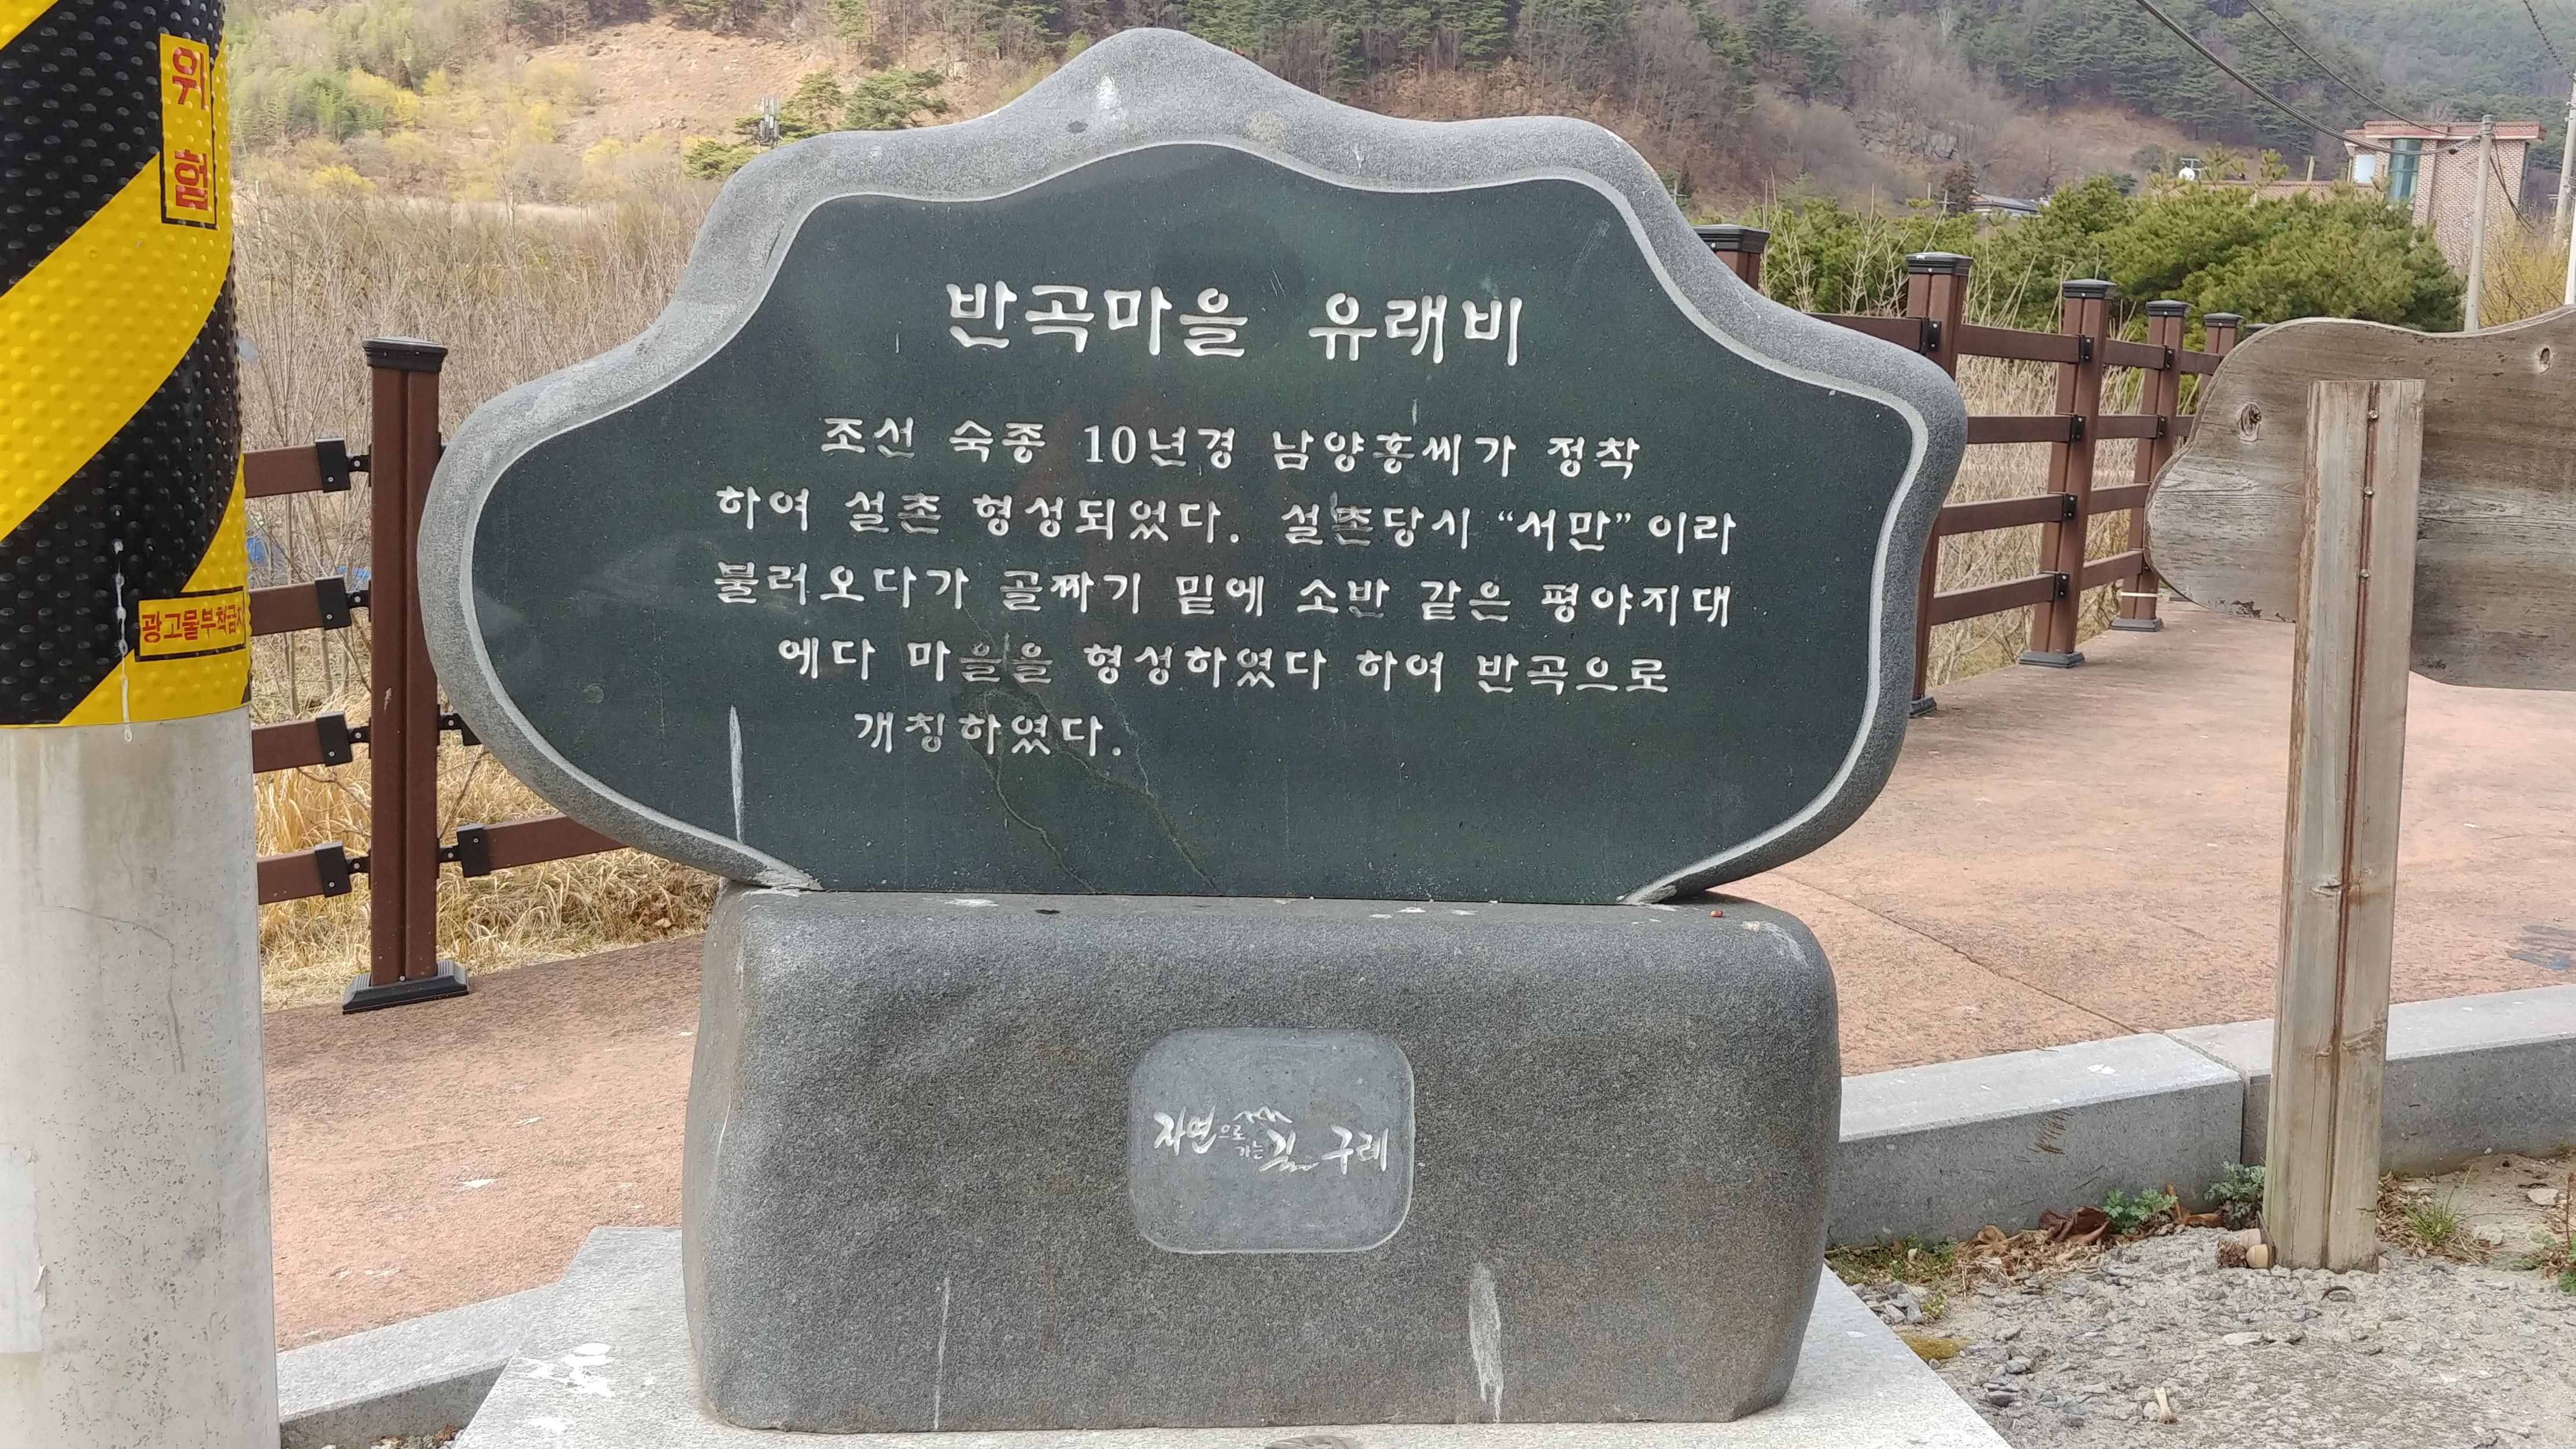 위험
광고물부착금지
반곡마을 유래비
조선 숙종 10년경 남양홍씨가 정착
하여 설촌 형성되었다. 설촌당시 “서만”이라
불러오다가 골짜기 밑에 소반 같은 평야지대
에다 마을을 형성하였다 하여 반곡으로
개칭하였다.
자연으로 가는 길 구례